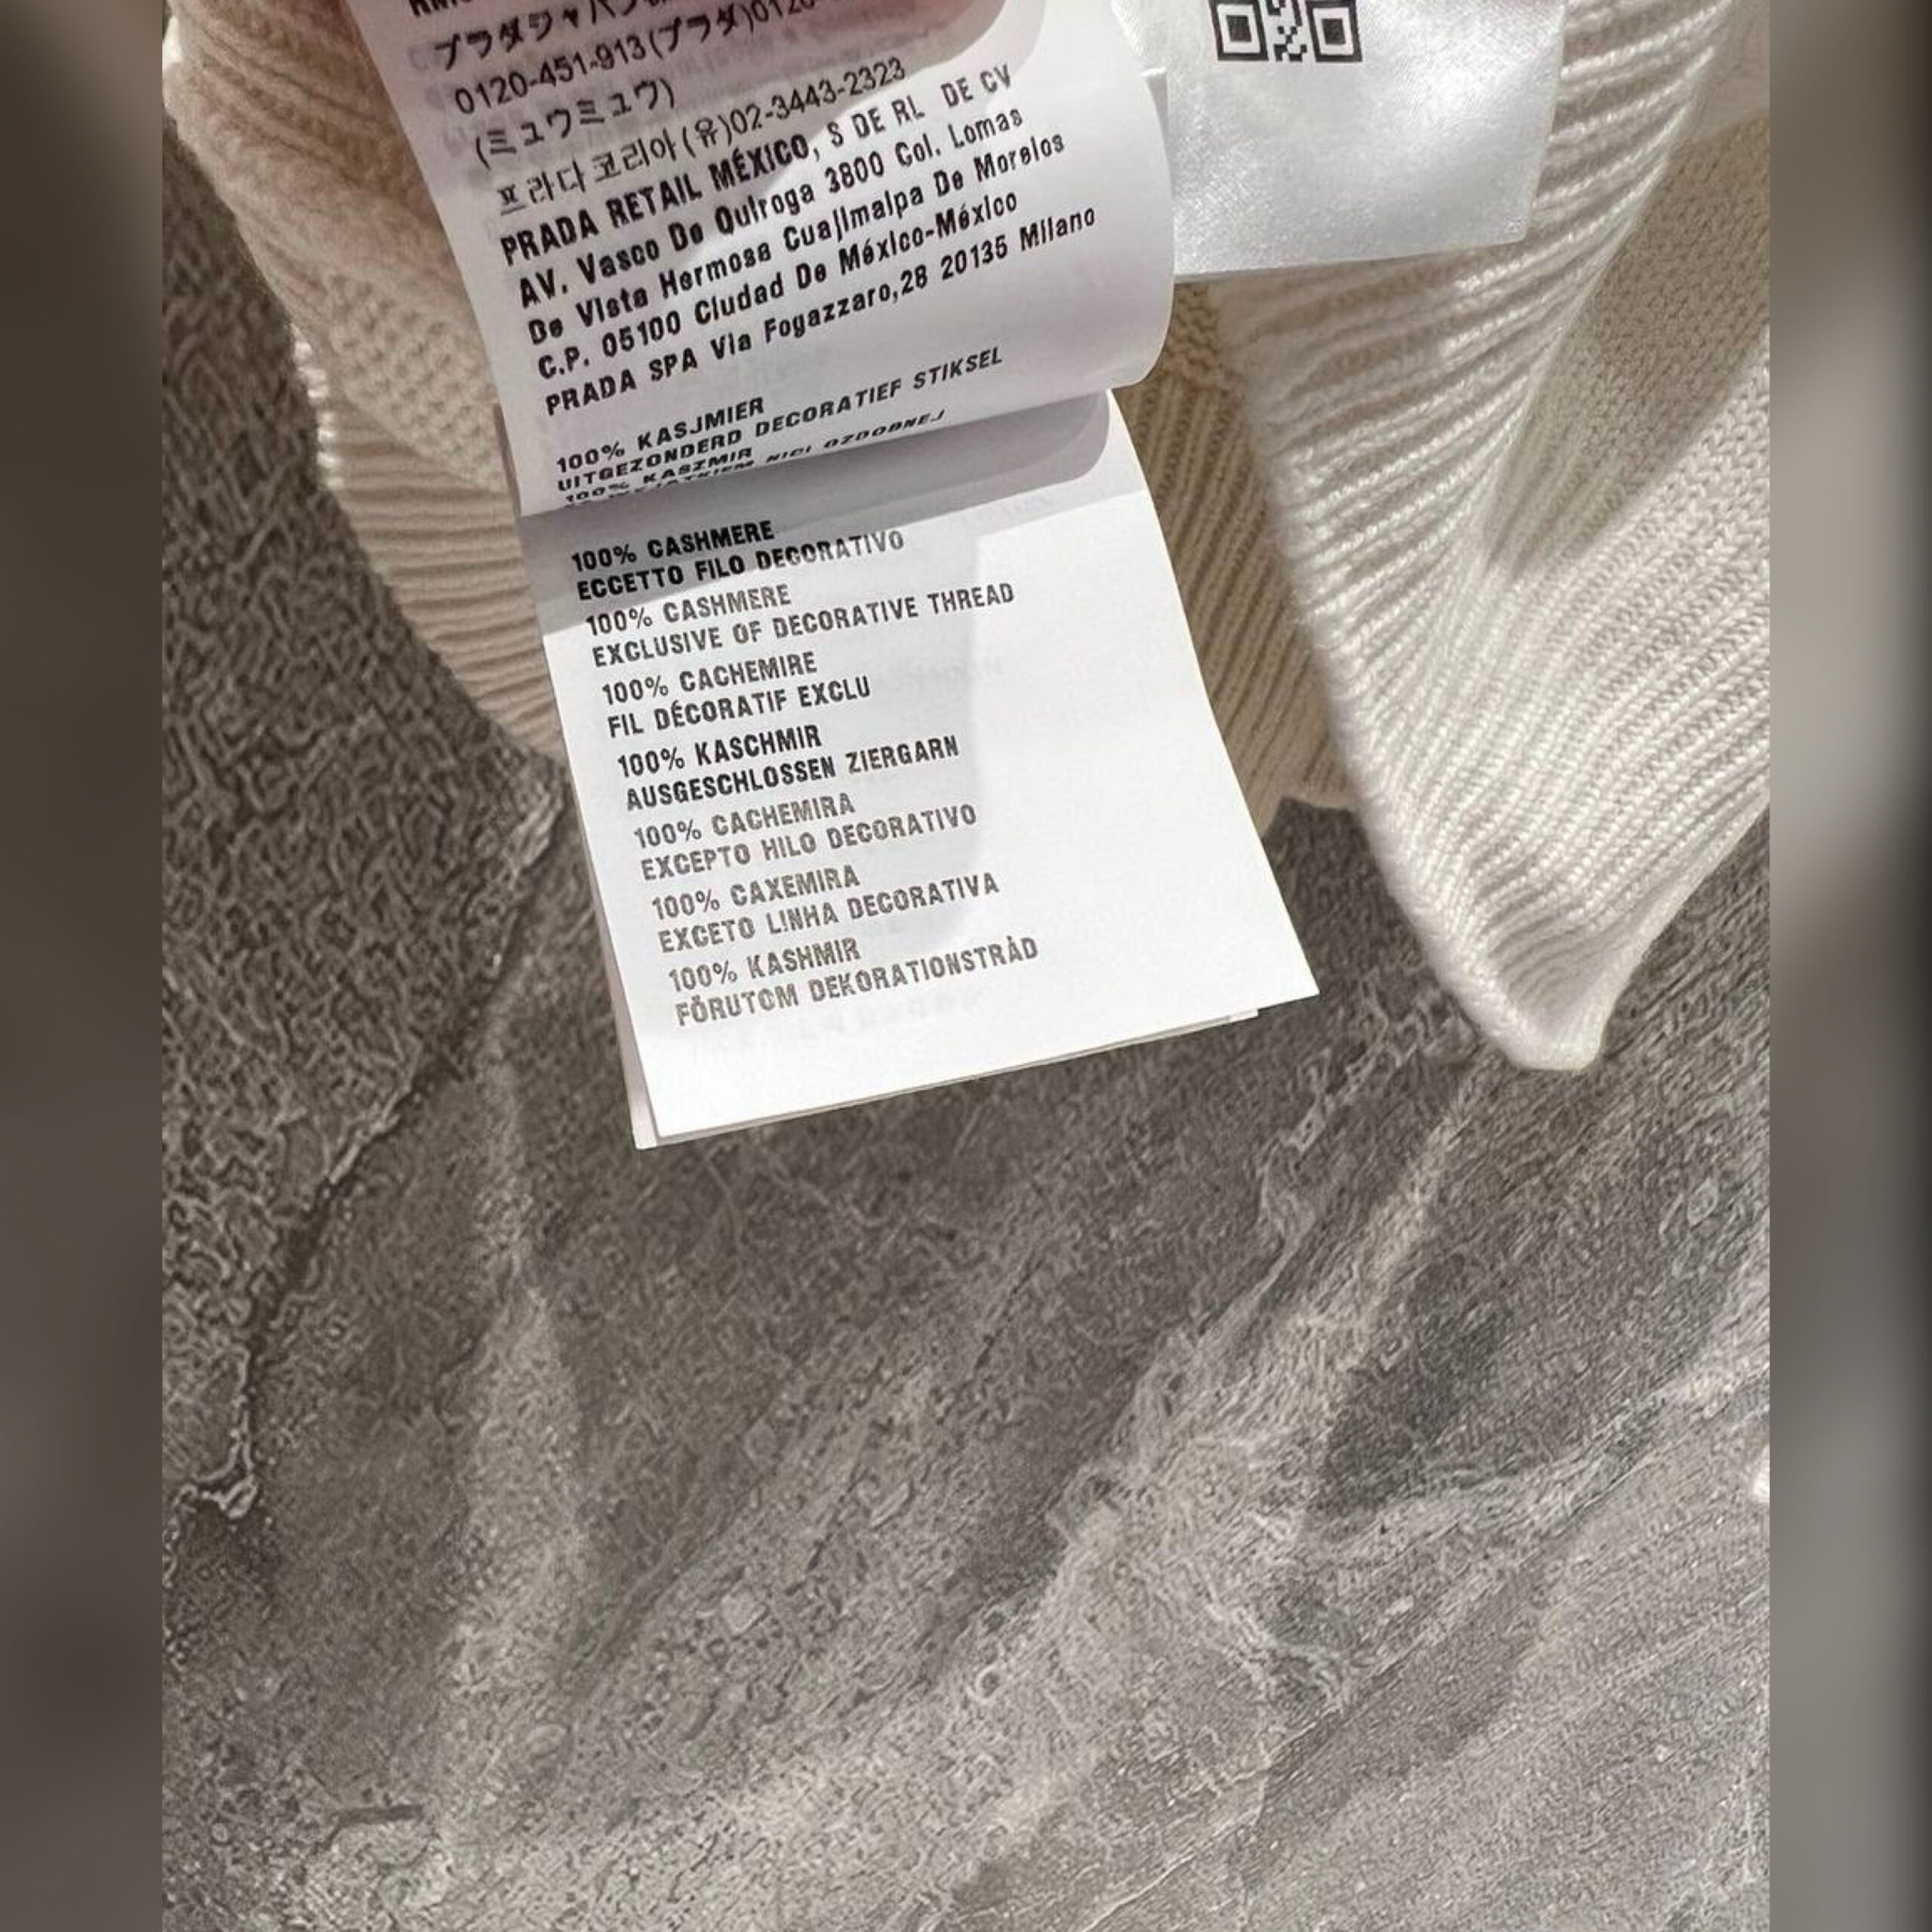 プラダジャパン
0120-451-913(プラダ)0120-
(ミュウミュウ)
프라다 코리아(유)02-3443-2323
PRADA RETAIL MÉXICO, S DE RL DE CV
AV. Vasco De Quiroga 3800 Col. Lomas
De Vista Hermosa Cuajimalpa De Morelos
C.P. 05100 Ciudad De México-México
PRADA SPA Via Fogazzaro,28 20135 Milano
100% KASJMIER
UITGEZONDERD DECORATIEF STIKSEL
100% KASZMIR
NICI OZDOBNEJ
100% CASHMERE
ECCETTO FILO DECORATIVO
100% CASHMERE
EXCLUSIVE OF DECORATIVE THREAD
100% CACHEMIRE
FIL DÉCORATIF EXCLU
100% KASCHMIR
AUSGESCHLOSSEN ZIERGARN
100% CACHEMIRA
EXCEPTO HILO DECORATIVO
100% CAXEMIRA
EXCETO LINHA DECORATIVA
100% KASHMIR
FÖRUTOM DEKORATIONSTRÅD